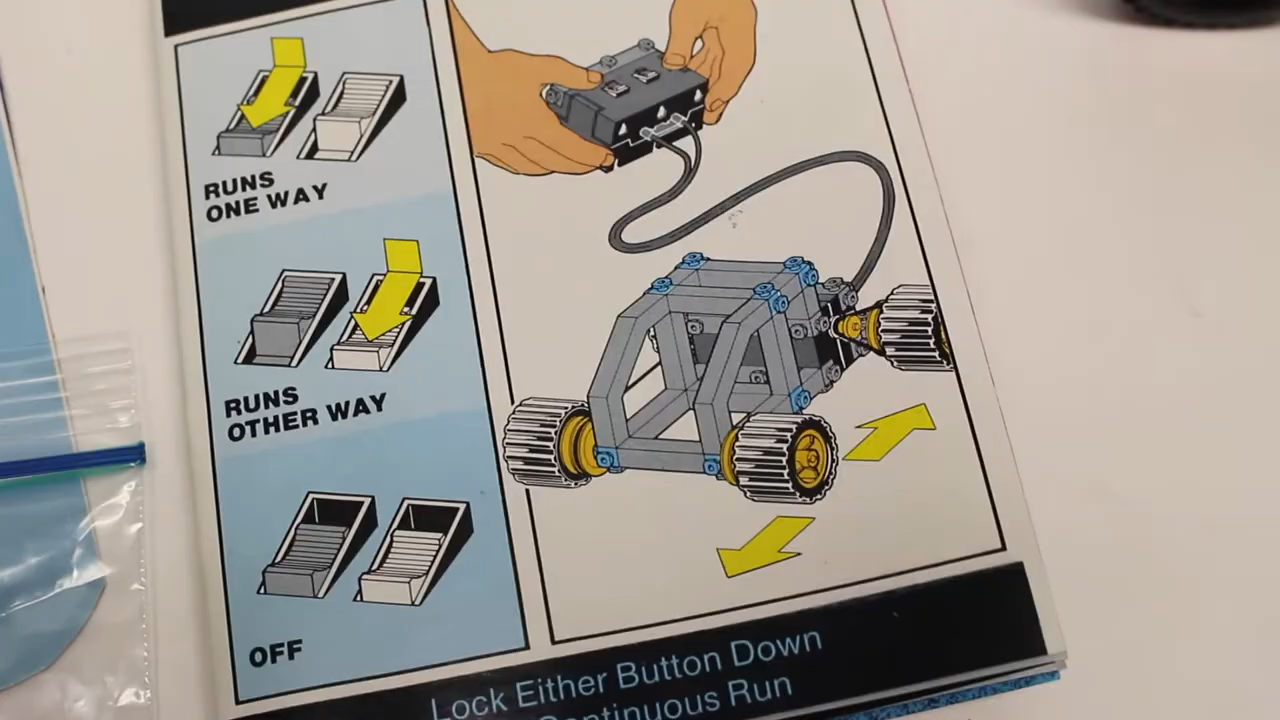 RUNS
ONE WAY
RUNS
OTHER WAY
OFF
Lock Either Button Down
Continuous Run